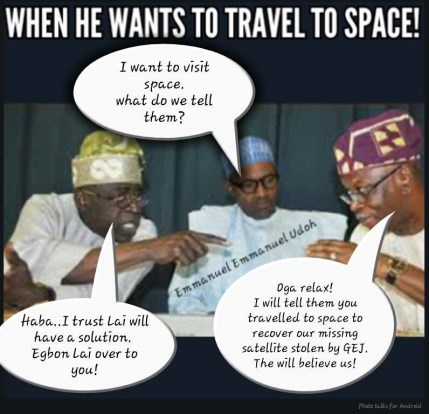 WHEN HE WANTS TO TRAVEL TO SPACE!
I want to visit
space.
what do we tell
them?
Emmanuel Emmanuel Udoh
Haba..I trust Lai will
have a solution.
Egbon Lai over to
you!
Oga relax!
I will tell them you
travelled to space to
recover our missing
satellite stolen by GEJ.
The will believe us!
Photo talks for Android